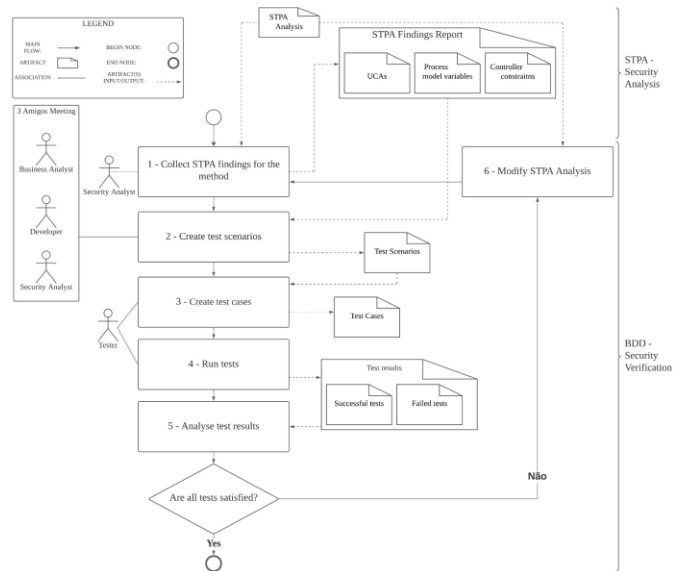 LEGEND
MAIN
FLOW:
BEGIN NODE:
ARTIFACT
END NODE:
ASSOCIATION
ARTIFACT(S)
INPUT/OUTPUT:
STPA
Analysis
STPA Findings Report
UCAs
Process
model variables
Controller
constraitns
STPA -
Security
Analysis
3 Amigos Meeting
Business Analyst
Developer
Security Analyst
Security Analyst
1 - Collect STPA findings for the
method
6 - Modify STPA Analysis
2 - Create test scenarios
Test Scenarios
3 - Create test cases
Test Cases
Tester
4 - Run tests
Test results
Successful tests
Failed tests
5 - Analyse test results
BDD -
Security
Verification
Are all tests satisfied?
Não
Yes